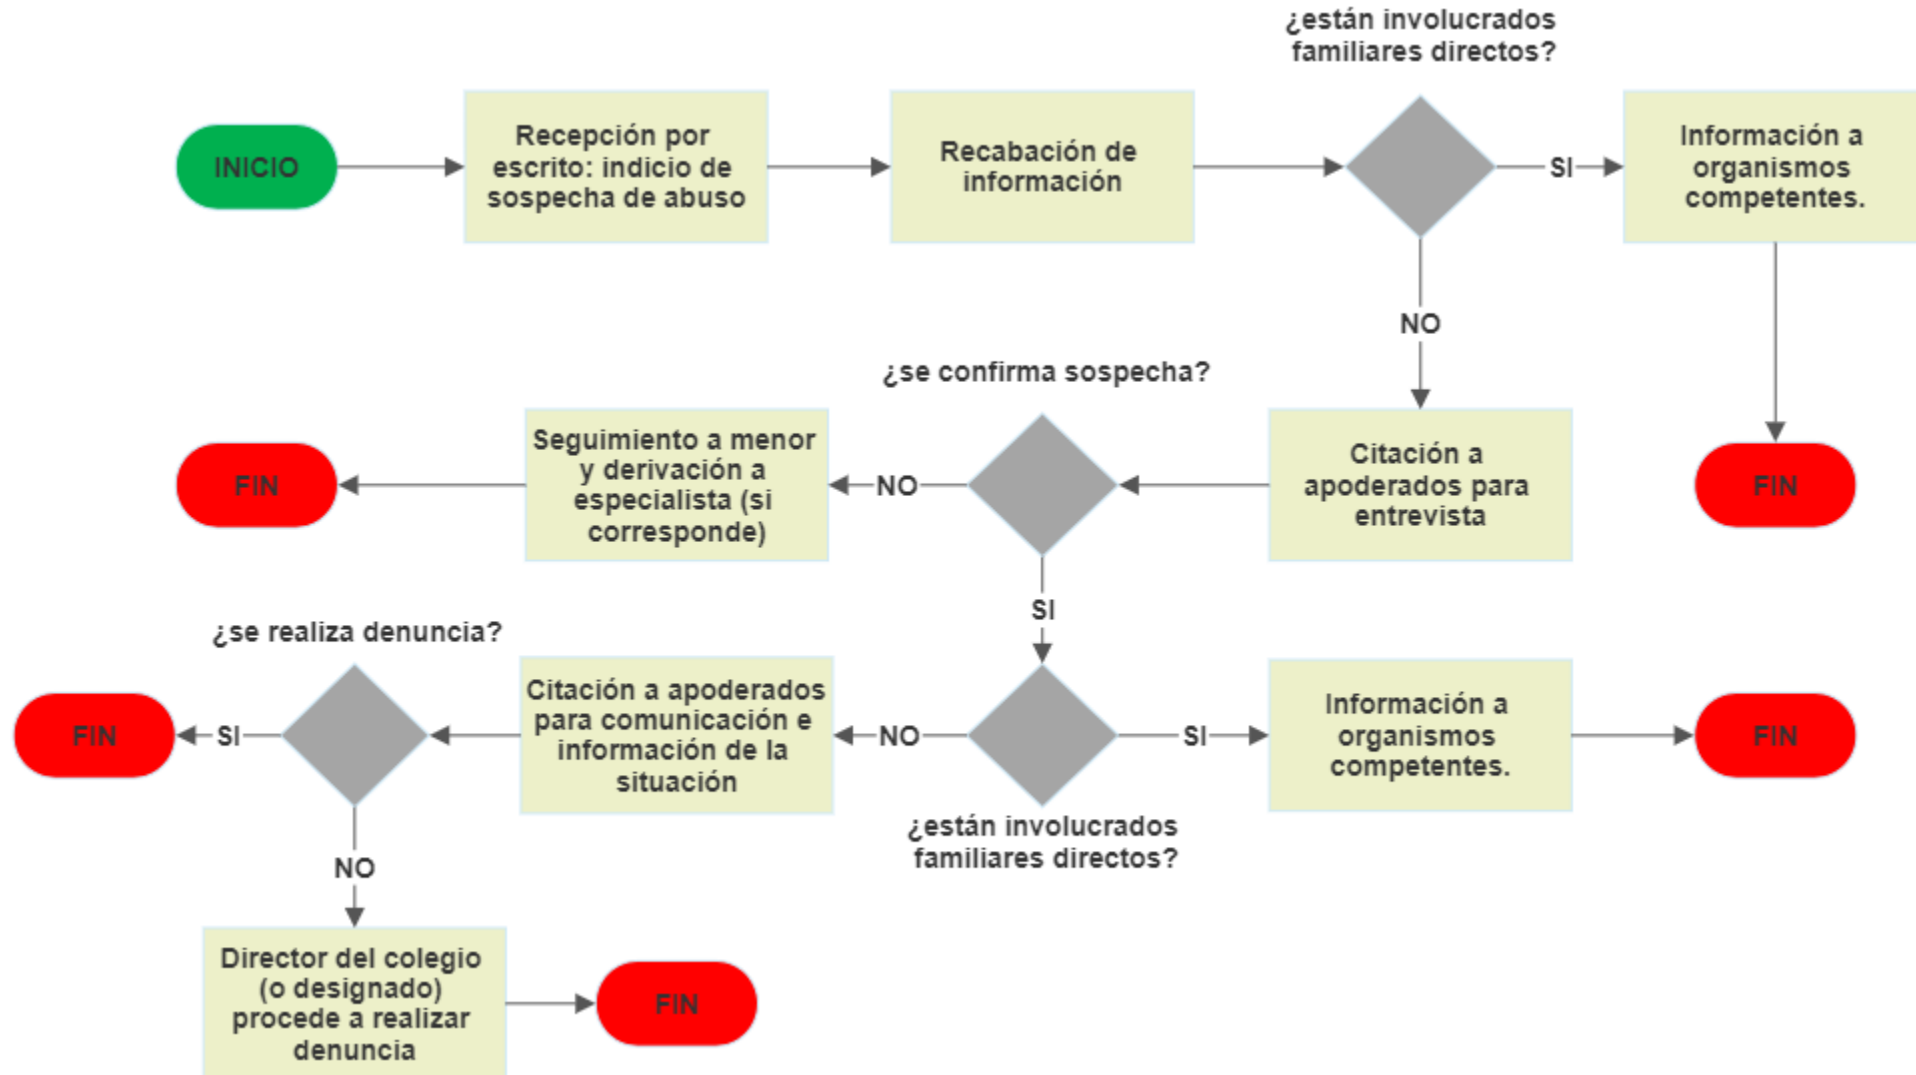 ¿están involucrados
familiares directos?
INICIO
Recepción por
escrito: indicio de
sospecha de abuso
Recabación de
información
SI
Información a
organismos
competentes.
NO
¿se confirma sospecha?
FIN
Seguimiento a menor
y derivación a
especialista (si
corresponde)
NO
Citación a
apoderados para
entrevista
FIN
SI
¿se realiza denuncia?
FIN
SI
Citación a apoderados
para comunicación e
información de la
situación
NO
SI
Información a
organismos
competentes.
FIN
¿están involucrados
familiares directos?
NO
Director del colegio
(o designado)
procede a realizar
denuncia
FIN